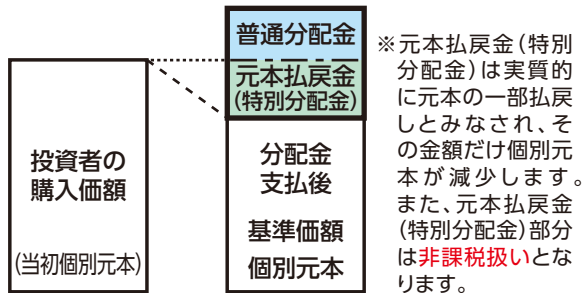 投資者の
購入価額
(当初個別元本)
普通分配金
元本払戻金
(特別分配金)
分配金
支払後
基準価額
個別元本
※元本払戻金(特別
分配金)は実質的
に元本の一部払戻
しとみなされ、そ
の金額だけ個別元
本が減少します。
また、元本払戻金
(特別分配金)部分
は非課税扱いとな
ります。